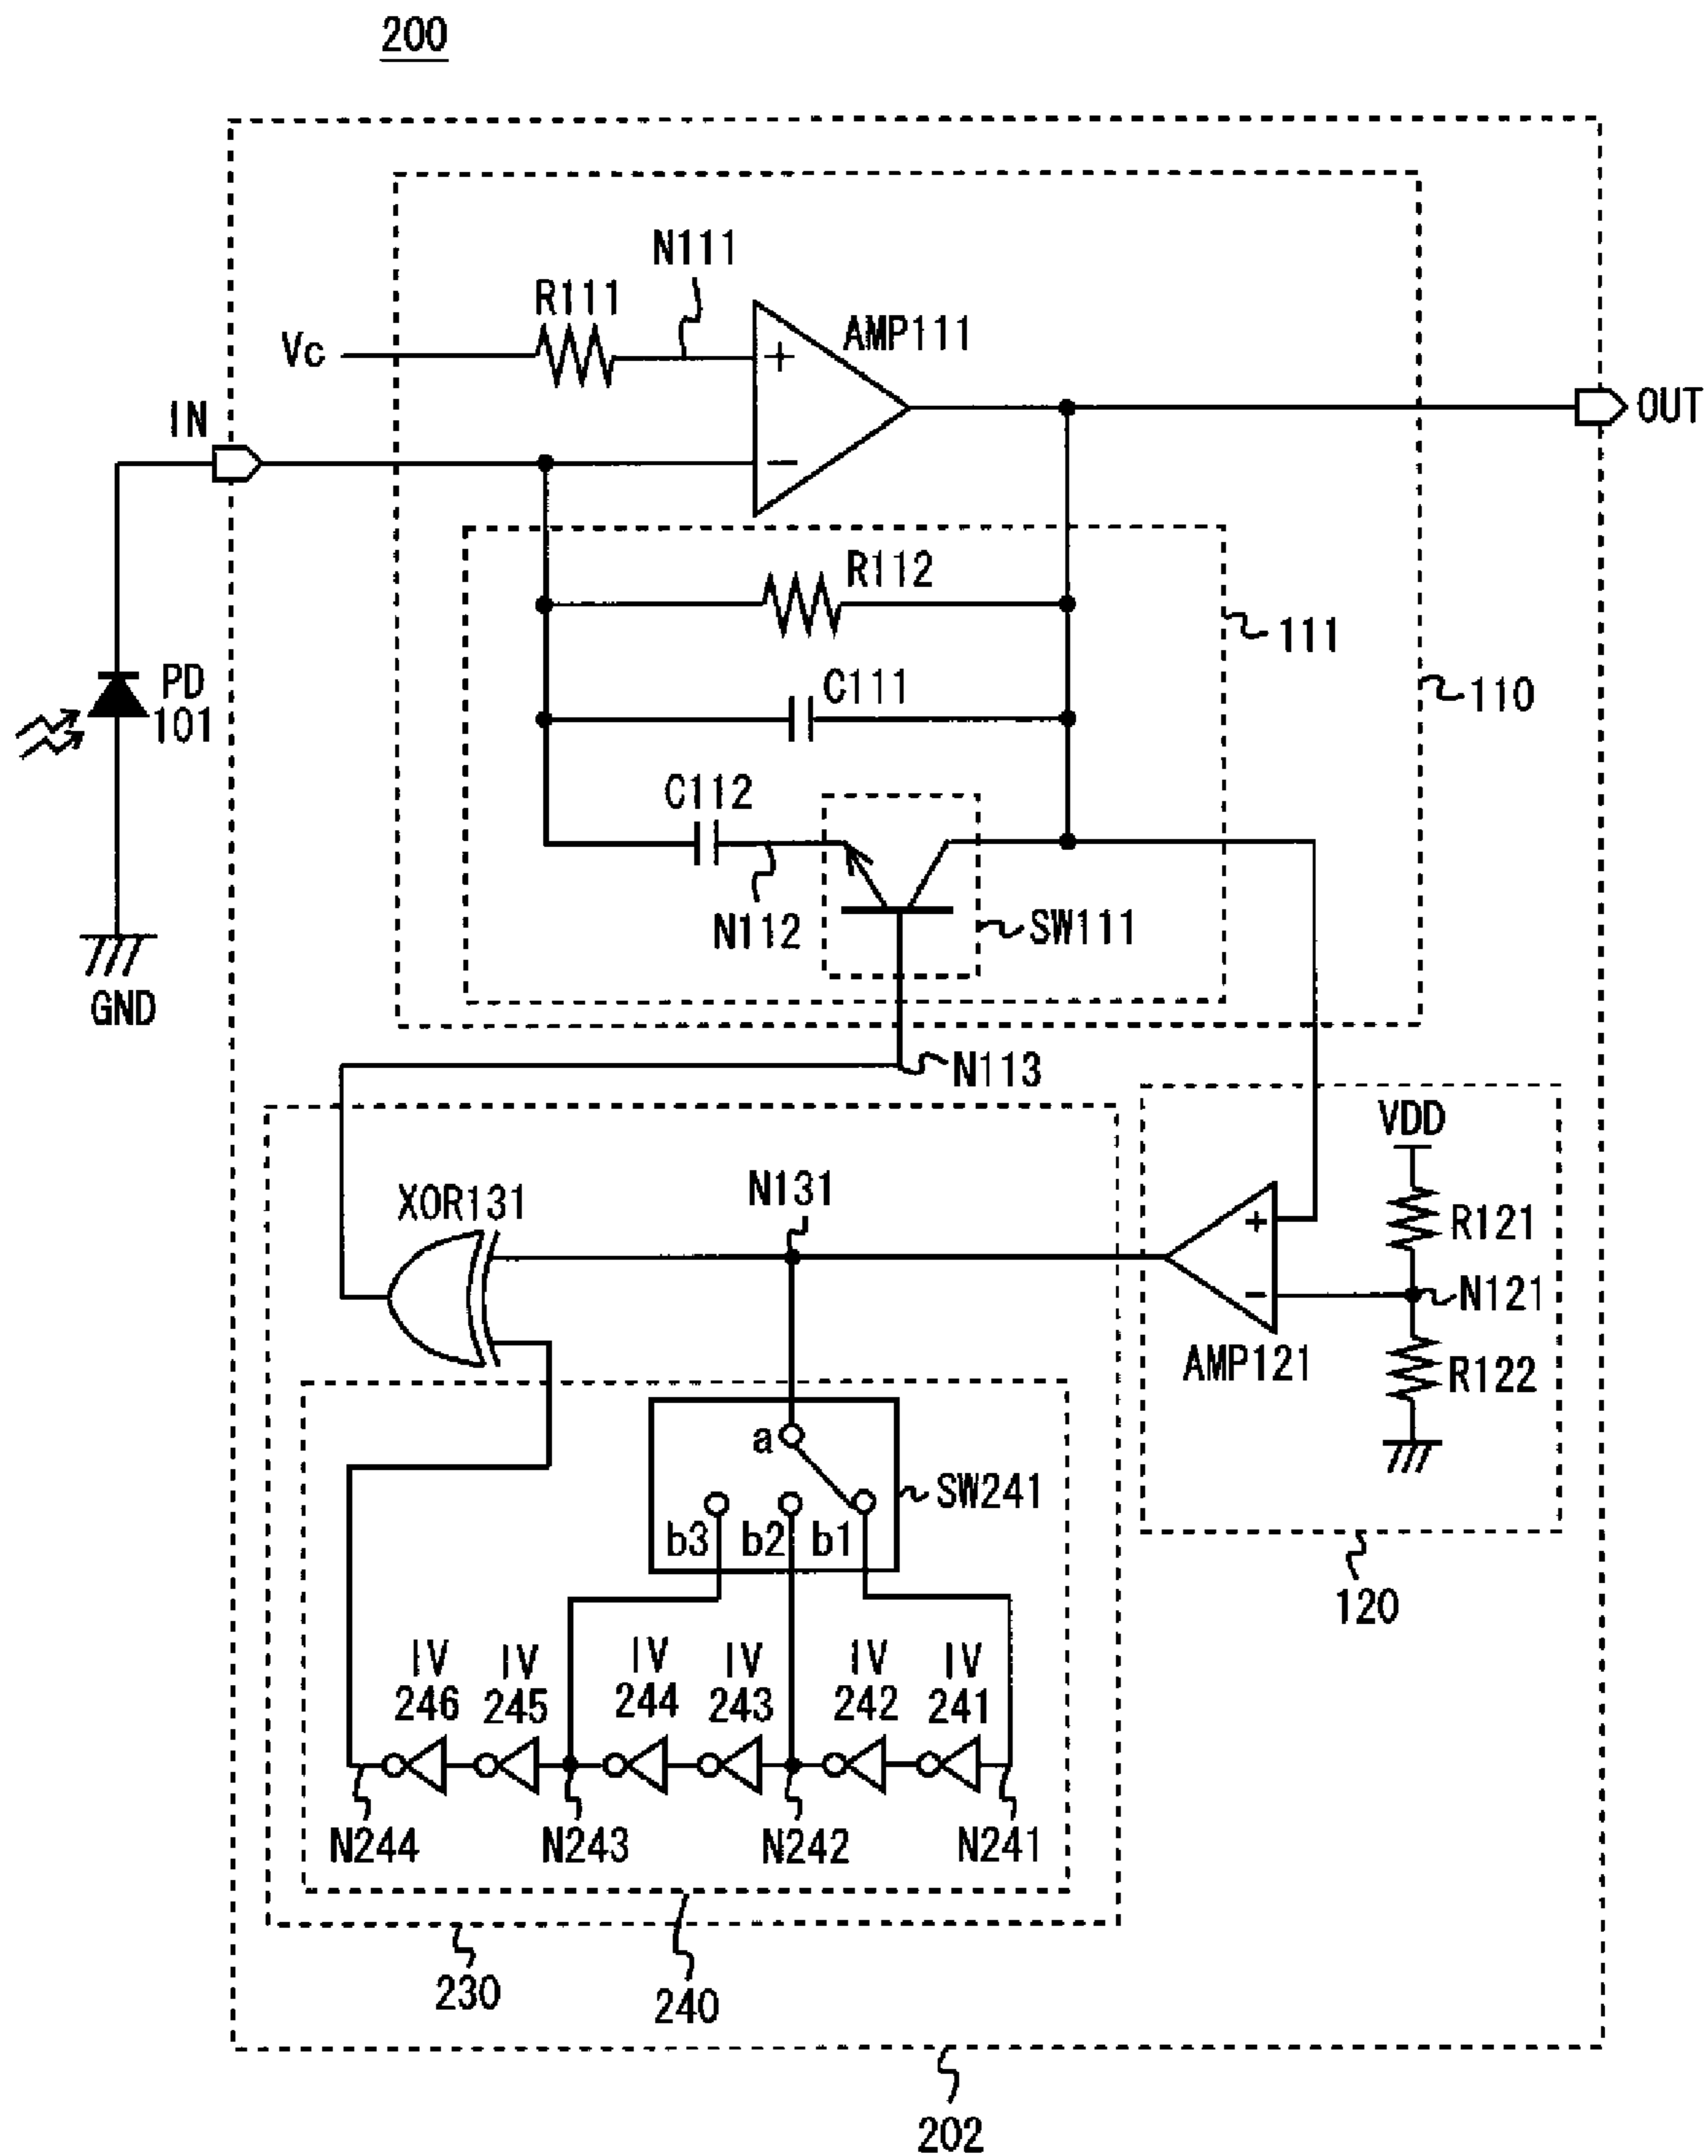 200
N111
R111
AMP111
Vc
+
IN
OUT
−
R112
111
PD
101
C111
110
C112
N112
SW111
GND
N113
VDD
XOR131
N131
+
R121
−
N121
AMP121
R122
a
SW241
b3 b2 b1
120
IV
246
IV
245
IV
244
IV
243
IV
242
IV
241
N244
N243
N242
N241
230
240
202